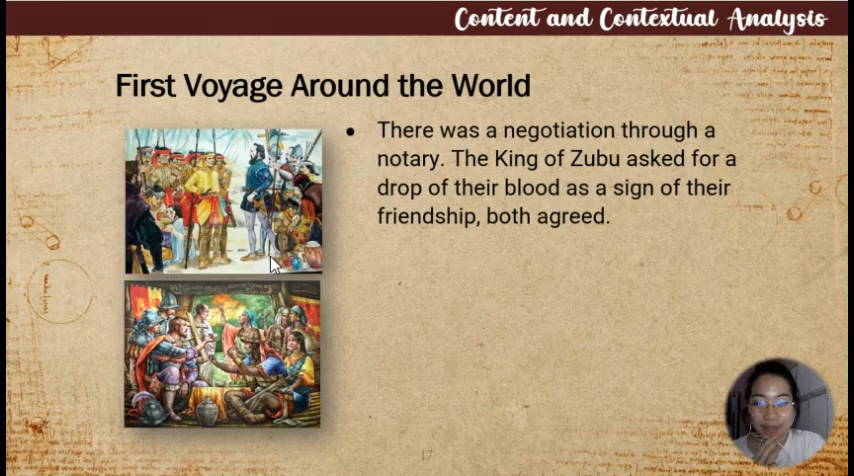 Content and Contextual Analysis
First Voyage Around the World
● There was a negotiation through a
notary. The King of Zubu asked for a
drop of their blood as a sign of their
friendship, both agreed.
17